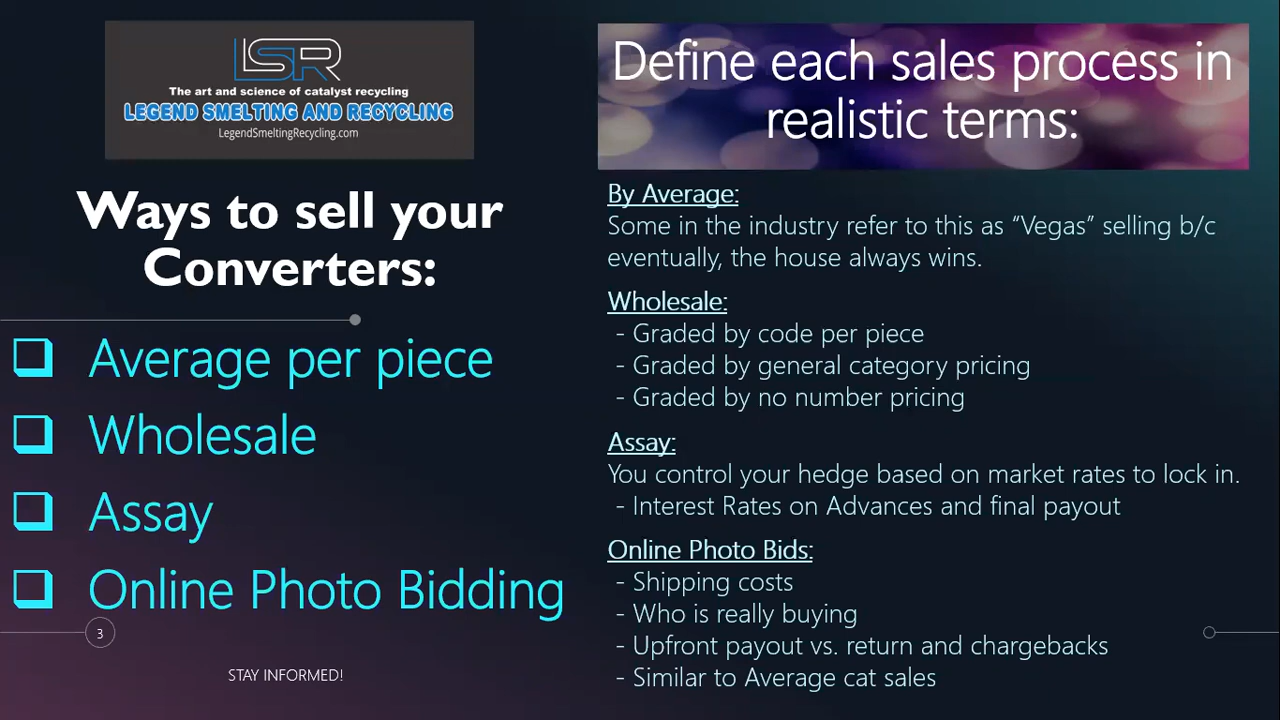 LSR
The art and science of catalyst recycling
LEGEND SMELTING AND RECYCLING
LegendSmeltingRecycling.com
Ways to sell your
Converters:
❑ Average per piece
❑ Wholesale
❑ Assay
❑ Online Photo Bidding
3
STAY INFORMED!
Define each sales process in
realistic terms:
By Average:
Some in the industry refer to this as “Vegas” selling b/c
eventually, the house always wins.
Wholesale:
- Graded by code per piece
- Graded by general category pricing
- Graded by no number pricing
Assay:
You control your hedge based on market rates to lock in.
- Interest Rates on Advances and final payout
Online Photo Bids:
- Shipping costs
- Who is really buying
- Upfront payout vs. return and chargebacks
- Similar to Average cat sales